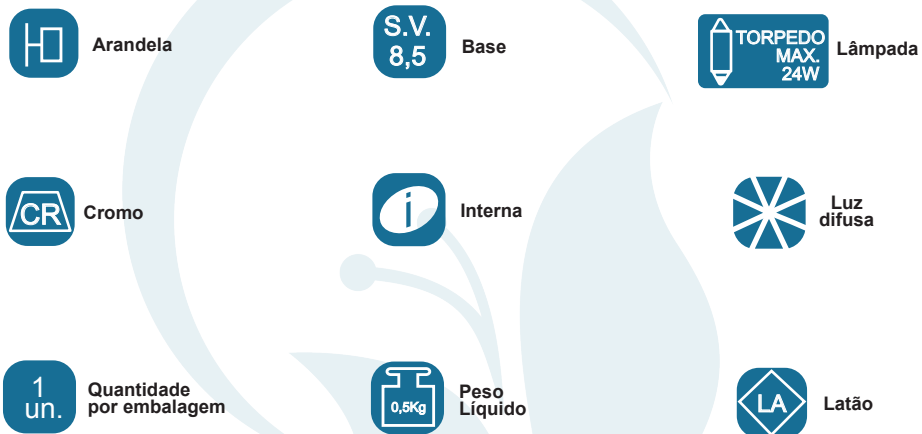 Arandela
S.V.
8,5
Base
TORPEDO
MAX.
24W
Lâmpada
CR
Cromo
i
Interna
Luz
difusa
1
un.
Quantidade
por embalagem
0,5Kg
Peso
Líquido
LA
Latão